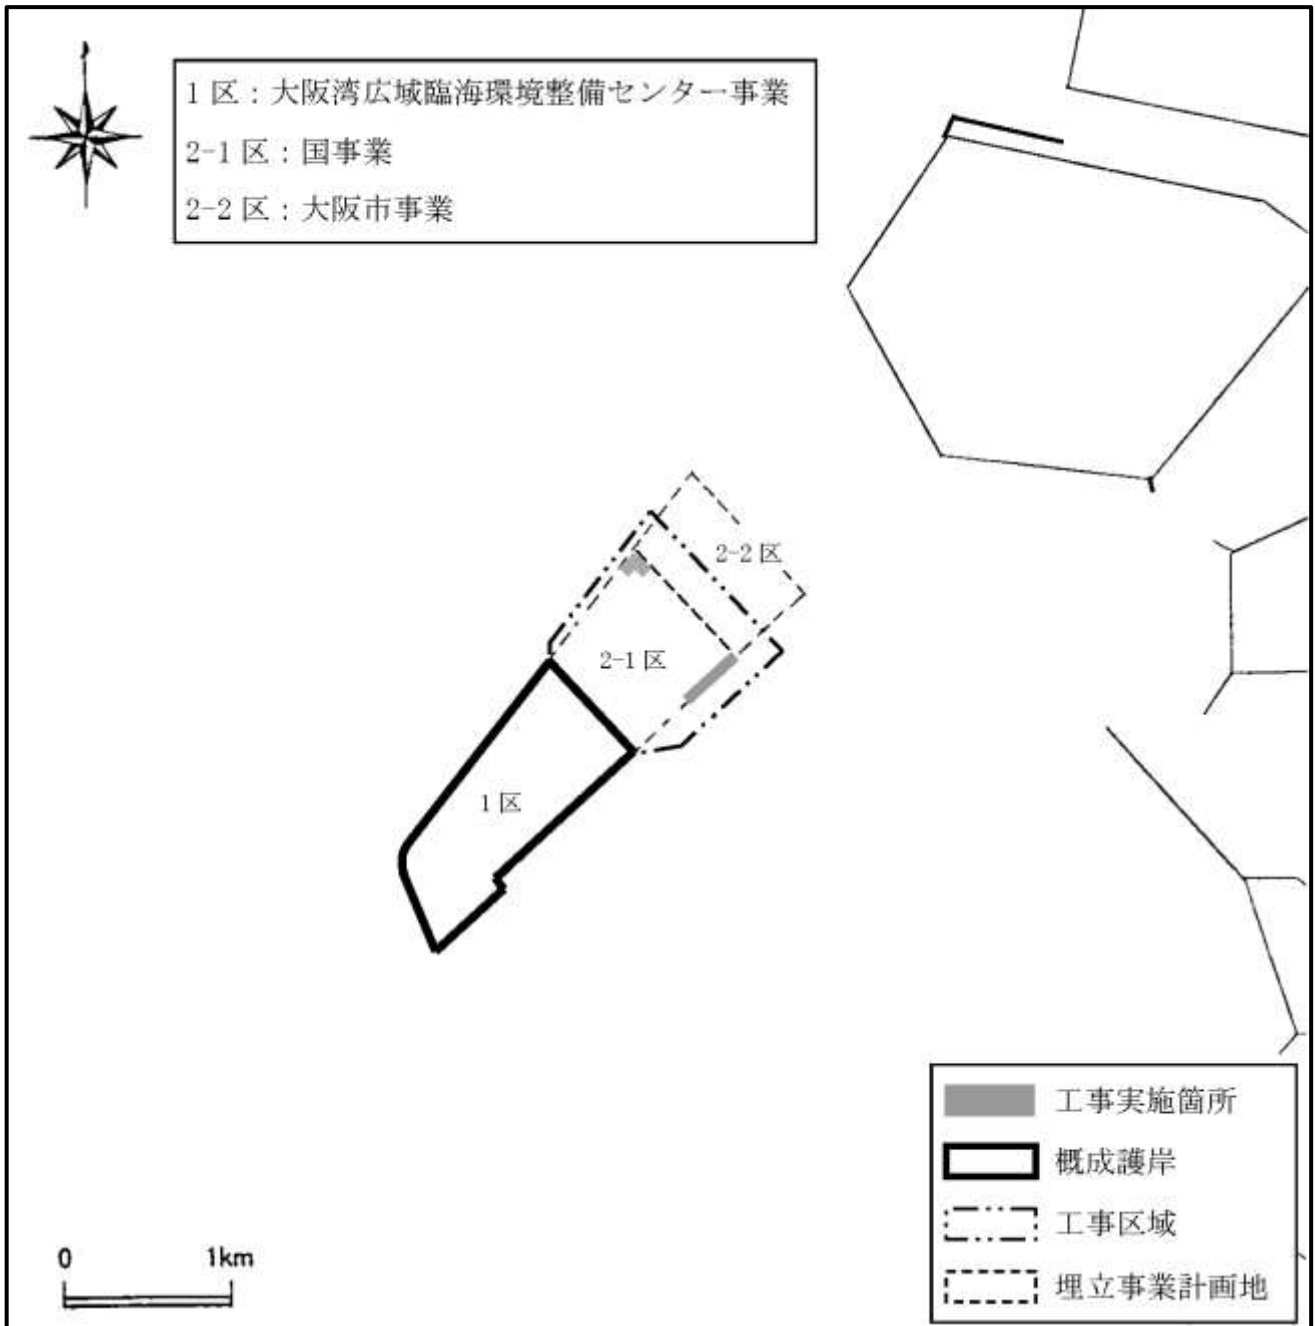 1 区：大阪湾広域臨海環境整備センター事業
2-1 区：国事業
2-2 区：大阪市事業
2-2 区
2-1 区
1 区
工事実施箇所
概成護岸
工事区域
埋立事業計画地
0 1km